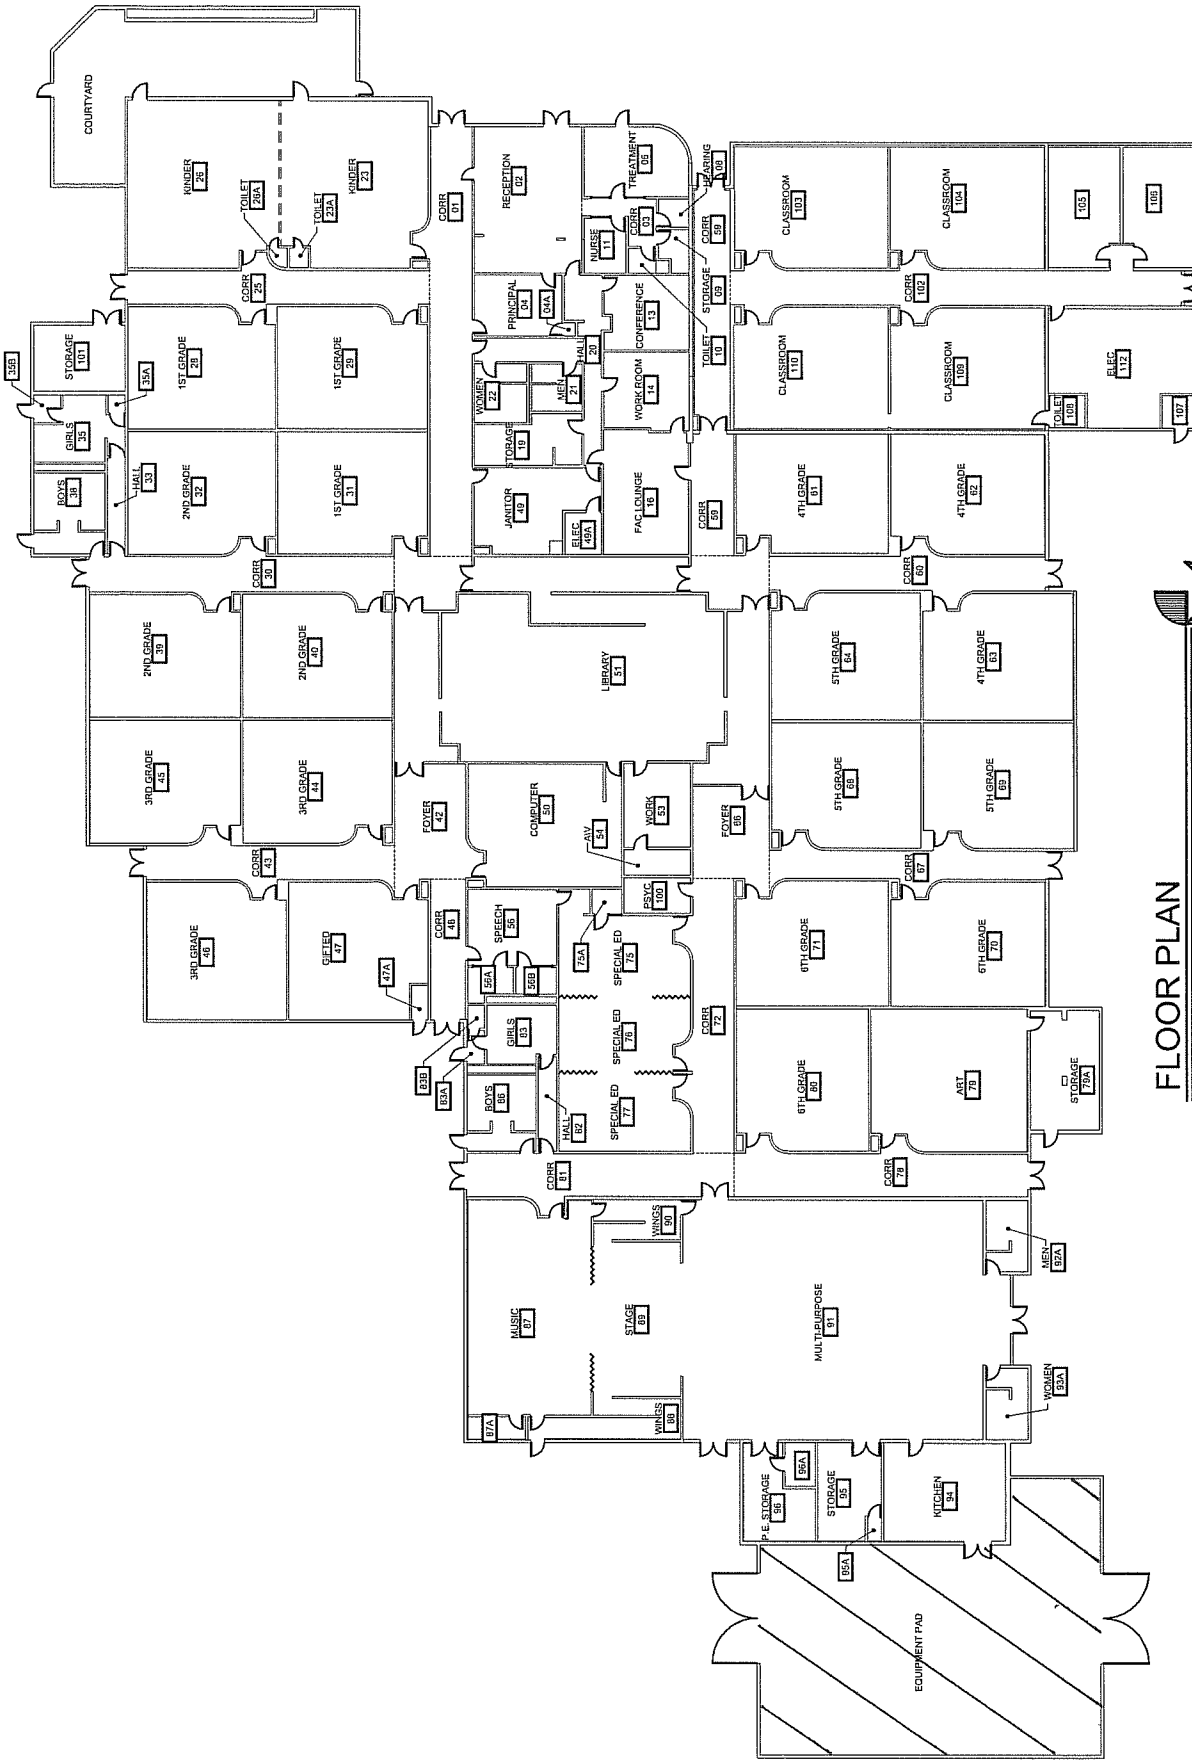 COURTYARD
KINDER
26
TOILET
26A
TOILET
23A
KINDER
23
CORR
25
CORR
01
35B
STORAGE
101
35A
GIRLS
35
BOYS
38
HALL
33
1ST GRADE
28
1ST GRADE
29
2ND GRADE
32
1ST GRADE
31
CORR
30
RECEPTION
02
TREATMENT
05
HEARING
08
NURSE
11
CORR
03
STORAGE
09
TOILET
10
PRINCIPAL
04
04A
CONFERENCE
13
HALL
20
WOMEN
22
MEN
21
WORK ROOM
14
STORAGE
19
JANITOR
49
ELEC
49A
FAC LOUNGE
16
CORR
59
CORR
59
CLASSROOM
103
CLASSROOM
104
105
106
CORR
102
CLASSROOM
110
CLASSROOM
109
ELEC
112
TOILET
108
107
4TH GRADE
61
4TH GRADE
62
CORR
60
2ND GRADE
39
2ND GRADE
40
3RD GRADE
45
3RD GRADE
44
CORR
43
FOYER
42
LIBRARY
51
COMPUTER
50
WORK
53
A/V
54
FOYER
66
5TH GRADE
64
4TH GRADE
63
5TH GRADE
68
5TH GRADE
69
CORR
67
3RD GRADE
46
GIFTED
47
47A
CORR
48
SPEECH
56
56A
56B
75A
PSYC
100
SPECIAL ED
75
SPECIAL ED
76
SPECIAL ED
77
CORR
72
83B
83A
GIRLS
83
BOYS
86
HALL
82
6TH GRADE
71
6TH GRADE
70
6TH GRADE
80
ART
79
STORAGE
79A
CORR
81
CORR
78
MUSIC
87
87A
STAGE
89
WINGS
90
WINGS
88
MULTI-PURPOSE
91
MEN
92A
WOMEN
93A
P.E. STORAGE
96
96A
STORAGE
95
95A
KITCHEN
94
EQUIPMENT PAD
FLOOR PLAN